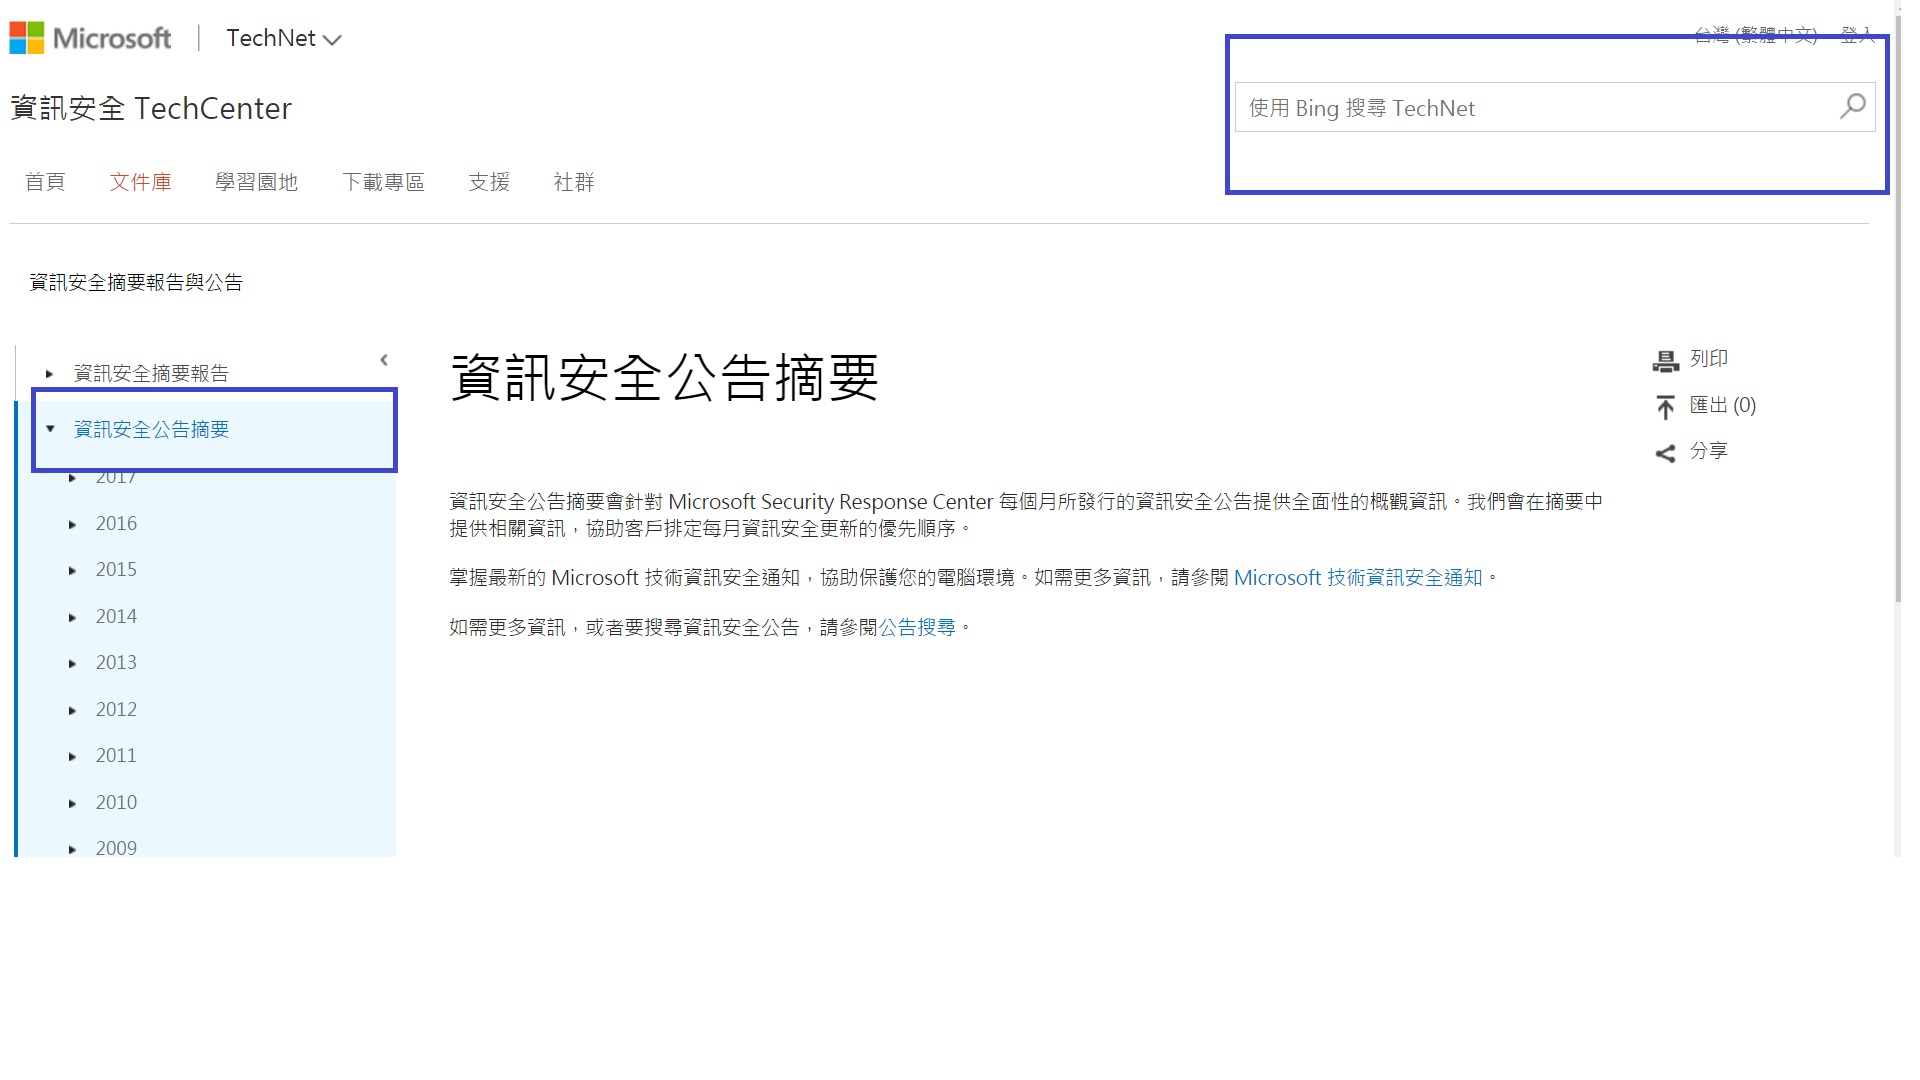 Microsoft
TechNet
台灣 (繁體中文) 登入
資訊安全 TechCenter
使用 Bing 搜尋 TechNet
首頁 文件庫 學習園地 下載專區 支援 社群
資訊安全摘要報告與公告
資訊安全摘要報告
資訊安全公告摘要
2017
2016
2015
2014
2013
2012
2011
2010
2009
資訊安全公告摘要
資訊安全公告摘要會針對 Microsoft Security Response Center 每個月所發行的資訊安全公告提供全面性的概觀資訊。我們會在摘要中
提供相關資訊，協助客戶排定每月資訊安全更新的優先順序。
掌握最新的 Microsoft 技術資訊安全通知，協助保護您的電腦環境。如需更多資訊，請參閱 Microsoft 技術資訊安全通知。
如需更多資訊，或者要搜尋資訊安全公告，請參閱公告搜尋。
列印
匯出 (0)
分享